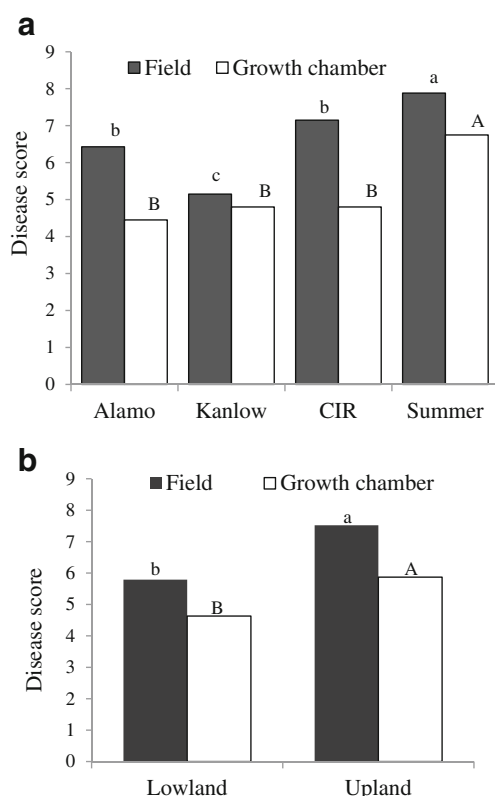 a
9
8
7
6
5
4
3
2
1
0
Disease score
Field Growth chamber
b B c B b B a A
Alamo Kanlow CIR Summer
b
9
8
7
6
5
4
3
2
1
0
Disease score
Field Growth chamber
b B a A
Lowland Upland